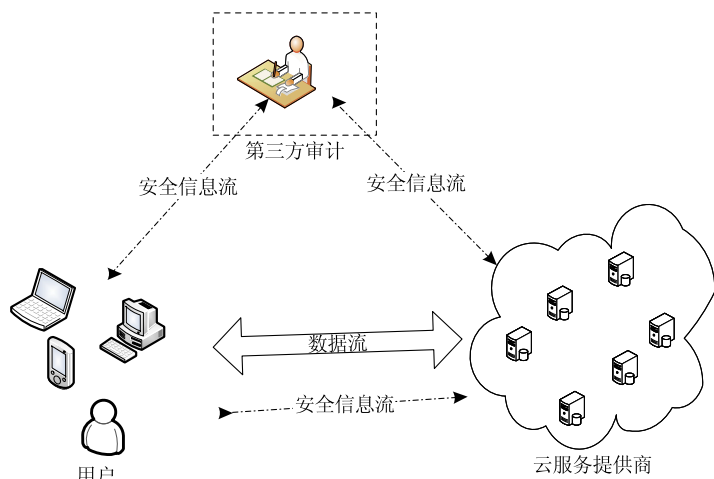 第三方审计
安全信息流
安全信息流
数据流
安全信息流
用户
云服务提供商